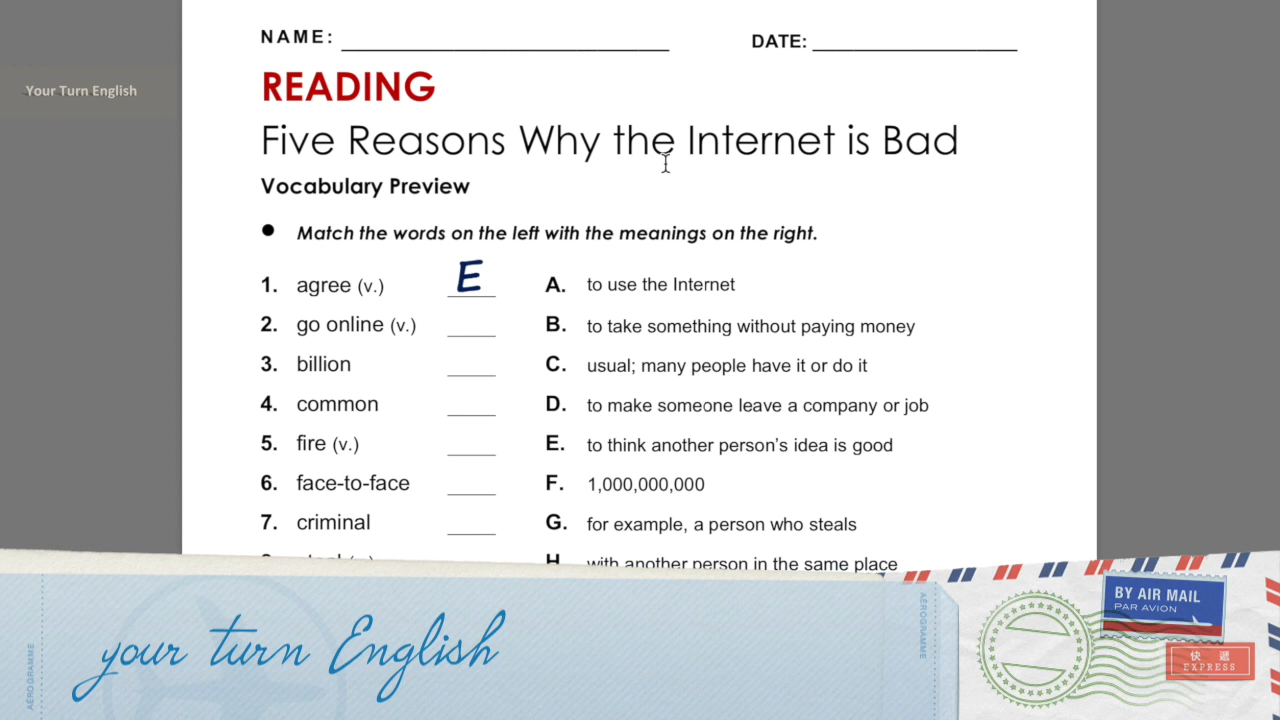 NAME: DATE:
Your Turn English
READING
Five Reasons Why the Internet is Bad
Vocabulary Preview
● Match the words on the left with the meanings on the right.
1. agree (v.) E A. to use the Internet
2. go online (v.) B. to take something without paying money
3. billion C. usual; many people have it or do it
4. common D. to make someone leave a company or job
5. fire (v.) E. to think another person's idea is good
6. face-to-face F. 1,000,000,000
7. criminal G. for example, a person who steals
H. with another person in the same place
your turn English
AÉROGRAMME
AÉROGRAMME
BY AIR MAIL
PAR AVION
快遞
EXPRESS